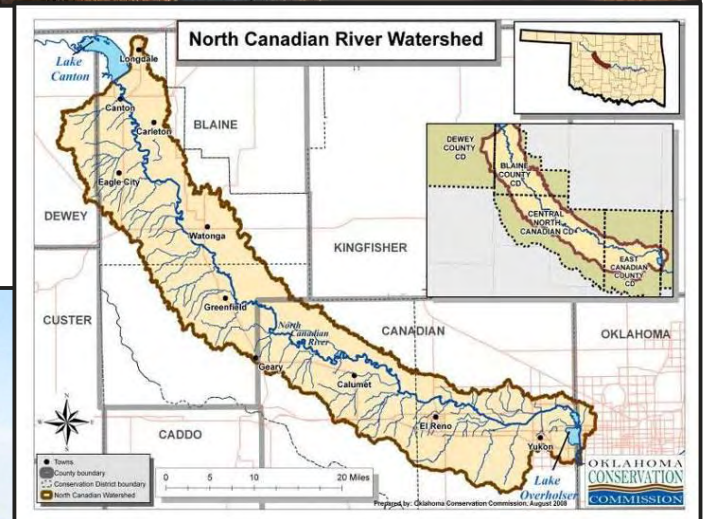 North Canadian River Watershed
Lake
Canton
Longdale
Canton
Carleton
BLAINE
Eagle City
DEWEY
Watonga
KINGFISHER
Greenfield
CUSTER
North
Canadian
River
CANADIAN
OKLAHOMA
Geary
Calumet
El Reno
Yukon
CADDO
Lake
Overholser
DEWEY
COUNTY
CD
BLAINE
COUNTY
CD
CENTRAL
NORTH
CANADIAN CD
EAST
CANADIAN
COUNTY
CD
N
W
E
S
Towns
County boundary
Conservation District boundary
North Canadian Watershed
0 5 10 20 Miles
Prepared by: Oklahoma Conservation Commission, August 2008
OKLAHOMA
CONSERVATION
COMMISSION